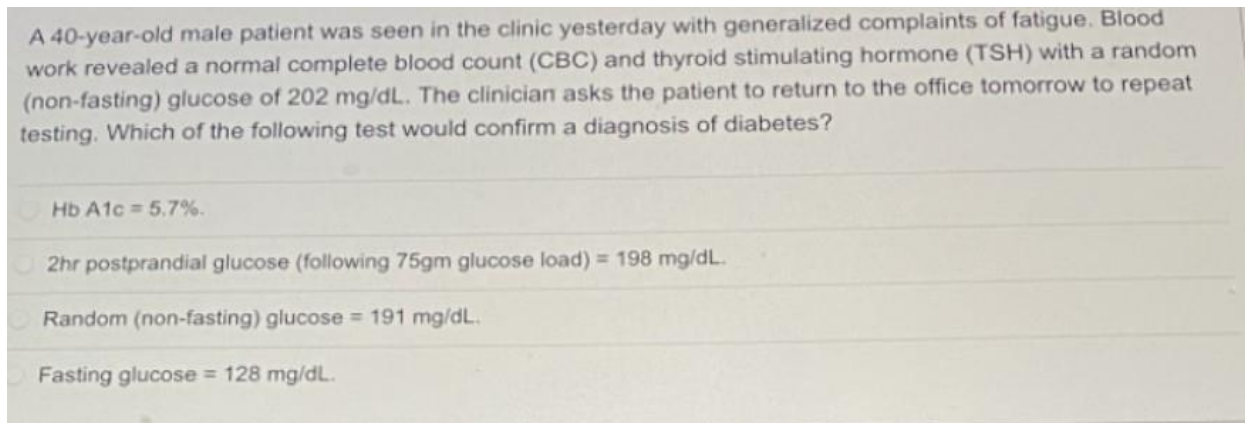 A 40-year-old male patient was seen in the clinic yesterday with generalized complaints of fatigue. Blood
work revealed a normal complete blood count (CBC) and thyroid stimulating hormone (TSH) with a random
(non-fasting) glucose of 202 mg/dL. The clinician asks the patient to return to the office tomorrow to repeat
testing. Which of the following test would confirm a diagnosis of diabetes?
Hb A1c = 5.7%.
2hr postprandial glucose (following 75gm glucose load) = 198 mg/dL.
Random (non-fasting) glucose = 191 mg/dL.
Fasting glucose = 128 mg/dL.